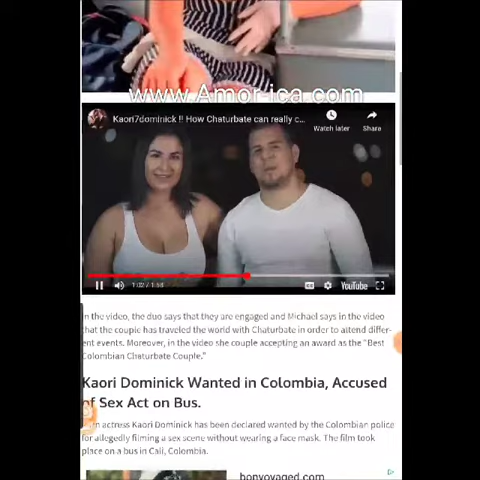 www.Amor-ica.com
Kaori7dominick !! How Chaturbate can really c...
Watch later
Share
1:02 / 1:58
YouTube
In the video, the duo says that they are engaged and Michael says in the video
that the couple has traveled the world with Chaturbate in order to attend differ-
ent events. Moreover, in the video she couple accepting an award as the "Best
Colombian Chaturbate Couple."
Kaori Dominick Wanted in Colombia, Accused
of Sex Act on Bus.
actress Kaori Dominick has been declared wanted by the Colombian police
for allegedly filming a sex scene without wearing a face mask. The film took
place on a bus in Cali, Colombia.
bonvoyaged.com